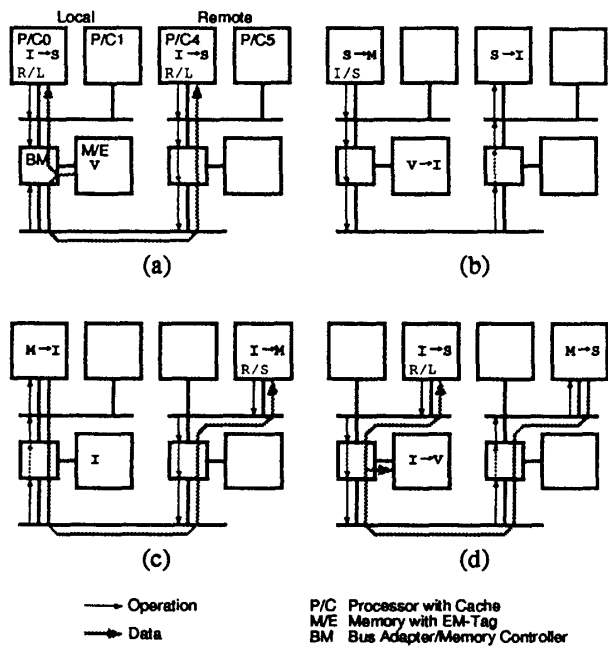 Local Remote
P/C0 P/C1 P/C4 P/C5
I→S I→S
R/L R/L
BM M/E
V
(a)
S→M S→I
I/S
V→I
(b)
M→I I→M
R/S
I
(c)
I→S M→S
R/L
I→V
(d)
Operation
Data
P/C Processor with Cache
M/E Memory with EM-Tag
BM Bus Adapter/Memory Controller